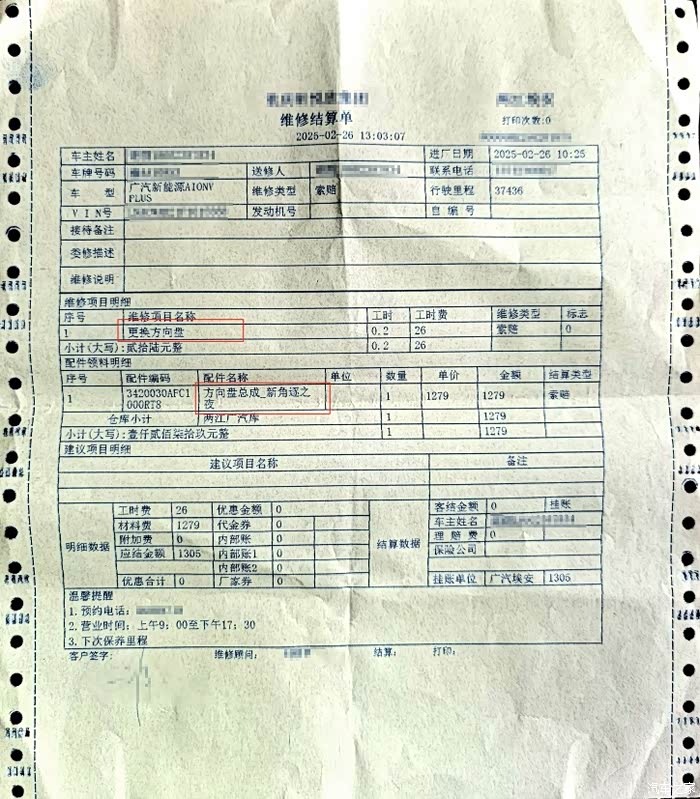 维修结算单
打印次数:0
2025-02-26 13:03:07
车主姓名 进厂日期 2025-02-26 10:25
车牌号码 送修人 联系电话
车 型 广汽新能源AIONV PLUS 维修类型 索赔 行驶里程 37436
VIN号 发动机号 自编号
接待备注
类修描述
维修说明
维修项目明细
序号 维修项目名称 工时 工时费 维修类型 标志
1 更换方向盘 0.2 26 索赔 0
小计(大写):贰拾陆元整 0.2 26
配件领料明细
序号 配件编码 配件名称 单位 数量 单价 金额 结算类型
1 3420030AFC1000RT8 方向盘总成_新角逐之夜 1 1279 1279 索赔
仓库小计 两江广汽库 1 1279
小计(大写):壹仟贰佰柒拾玖元整 1 1279
建议项目明细
建议项目名称 备注
明细数据 结算数据
工时费 26 优惠金额 0 客结金额 0 挂账
材料费 1279 代金券 0 车主姓名
附加费 0 内部账 0 理赔费 0
应结金额 1305 内部账1 0 保险公司
内部账2 0
优惠合计 0 厂家券 0 挂账单位 广汽埃安 1305
温馨提醒
1.预约电话:
2.营业时间:上午9:00至下午17:30
3.下次保养里程
客户签字: 维修顾问: 结算: 打印:
汽车之家